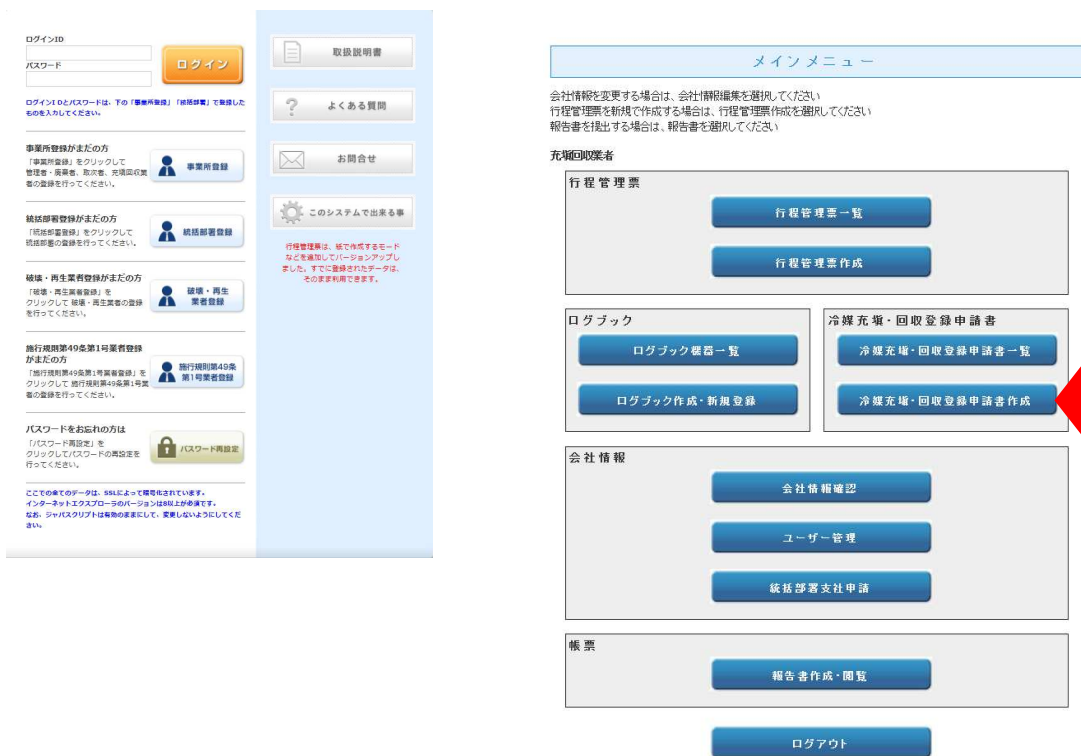 ログインID
パスワード
ログイン
ログインIDとパスワードは、下の「事業所登録」「統括部署」で登録した
ものを入力してください。
事業所登録がまだの方
「事業所登録」をクリックして
管理者・廃棄者、取次者、充塡回収業
者の登録を行ってください。
事業所登録
統括部署登録がまだの方
「統括部署登録」をクリックして
統括部署の登録を行ってください。
統括部署登録
破壊・再生業者登録がまだの方
「破壊・再生業者登録」を
クリックして 破壊・再生業者の登録
を行ってください。
破壊・再生
業者登録
施行規則第49条第1号業者登録
がまだの方
「施行規則第49条第1号業者登録」を
クリックして 施行規則第49条第1号業
者の登録を行ってください。
施行規則第49条
第1号業者登録
パスワードをお忘れの方は
「パスワード再設定」を
クリックしてパスワードの再設定を
行ってください。
パスワード再設定
ここでの全てのデータは、SSLによって暗号化されています。
インターネットエクスプローラのバージョンは8以上が必須です。
なお、ジャバスクリプトは有効のままにして、変更しないようにしてくだ
さい。
取扱説明書
よくある質問
お問合せ
このシステムで出来る事
行程管理票は、紙で作成するモード
などを追加してバージョンアップし
ました。すでに登録されたデータは、
そのまま利用できます。
メインメニュー
会社情報を変更する場合は、会社情報編集を選択してください
行程管理票を新規で作成する場合は、行程管理票作成を選択してください
報告書を提出する場合は、報告書を選択してください
充塡回収業者
行程管理票
行程管理票一覧
行程管理票作成
ログブック
ログブック機器一覧
ログブック作成・新規登録
冷媒充塡・回収登録申請書
冷媒充塡・回収登録申請書一覧
冷媒充塡・回収登録申請書作成
会社情報
会社情報確認
ユーザー管理
統括部署支社申請
帳票
報告書作成・閲覧
ログアウト